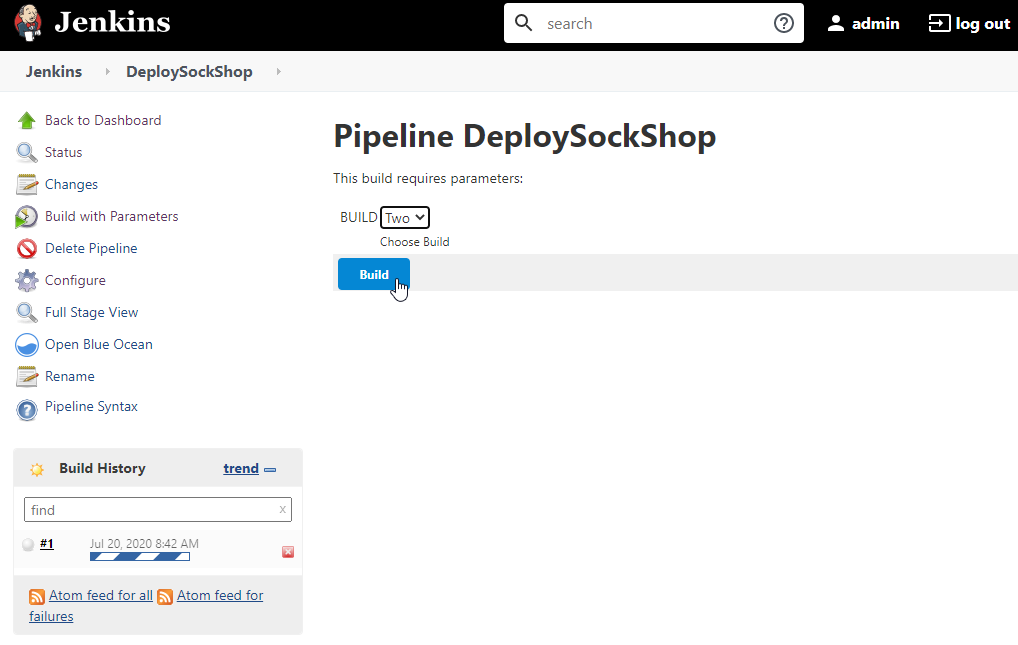 Jenkins
search
admin
log out
Jenkins
DeploySockShop
Back to Dashboard
Status
Changes
Build with Parameters
Delete Pipeline
Configure
Full Stage View
Open Blue Ocean
Rename
Pipeline Syntax
Pipeline DeploySockShop
This build requires parameters:
BUILD Two
Choose Build
Build
Build History trend
find x
#1 Jul 20, 2020 8:42 AM
Atom feed for all Atom feed for
failures